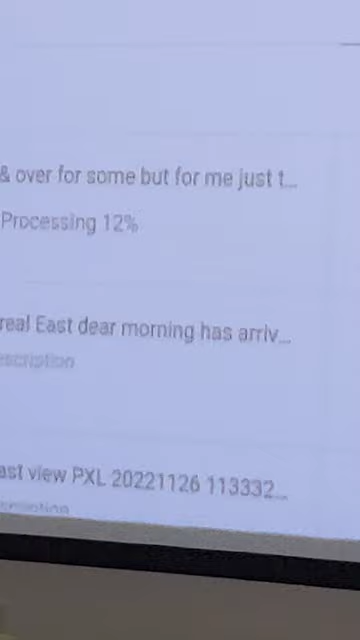 & over for some but for me just t...
Processing 12%
real East dear morning has arriv...
escription
ast view PXL 20221126 113332...